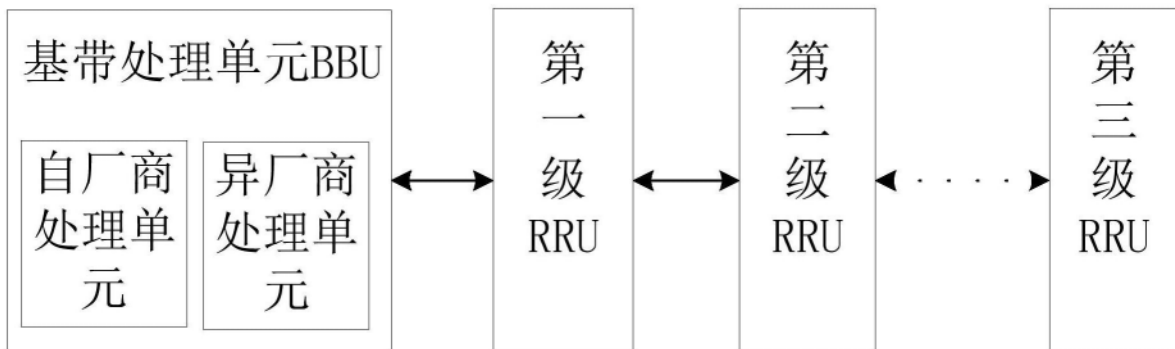 基带处理单元BBU
自厂商
处理单
元
异厂商
处理单
元
第
一
级
RRU
第
二
级
RRU
第
三
级
RRU